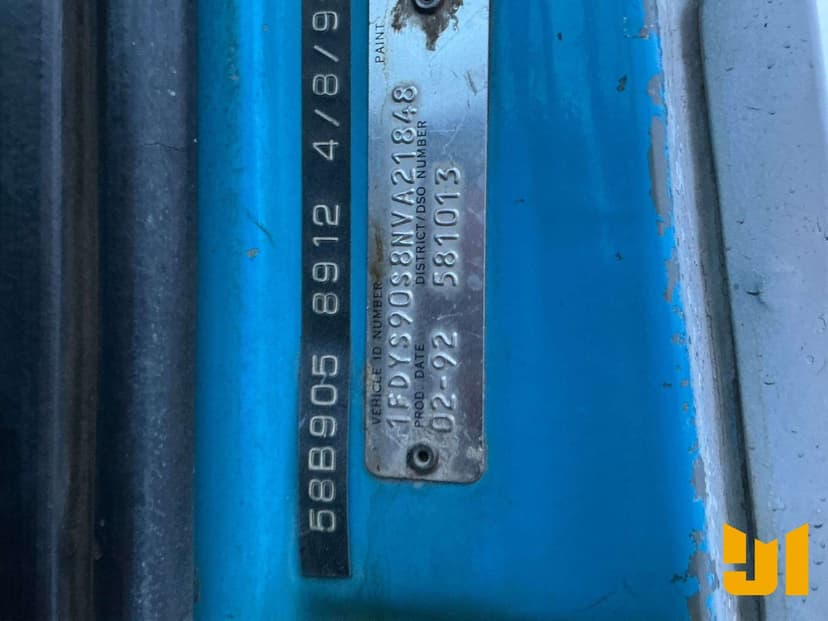 58B905 8912 4/8/9
PAINT
VEHICLE ID NUMBER
1FDYS90S8NVA21848
PROD. DATE DISTRICT/DSO NUMBER
02-92 581013